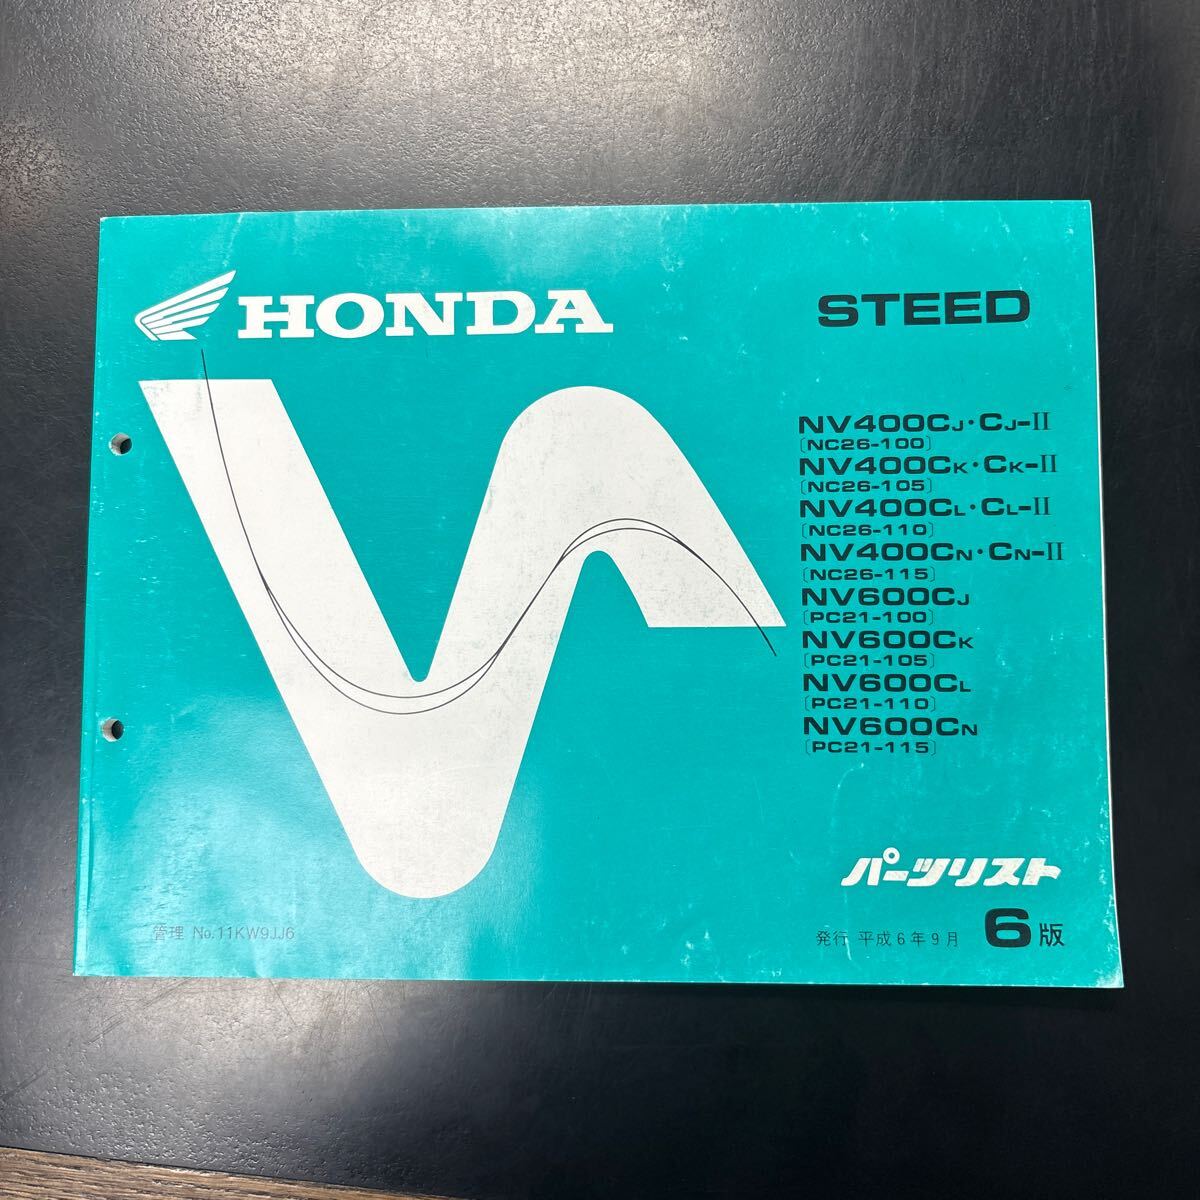 HONDA
STEED
NV400CJ・CJ-II
〔NC26-100〕
NV400CK・CK-II
〔NC26-105〕
NV400CL・CL-II
〔NC26-110〕
NV400CN・CN-II
〔NC26-115〕
NV600CJ
〔PC21-100〕
NV600CK
〔PC21-105〕
NV600CL
〔PC21-110〕
NV600CN
〔PC21-115〕
パーツリスト
管理 No.11KW9JJ6
発行 平成6年9月 6版